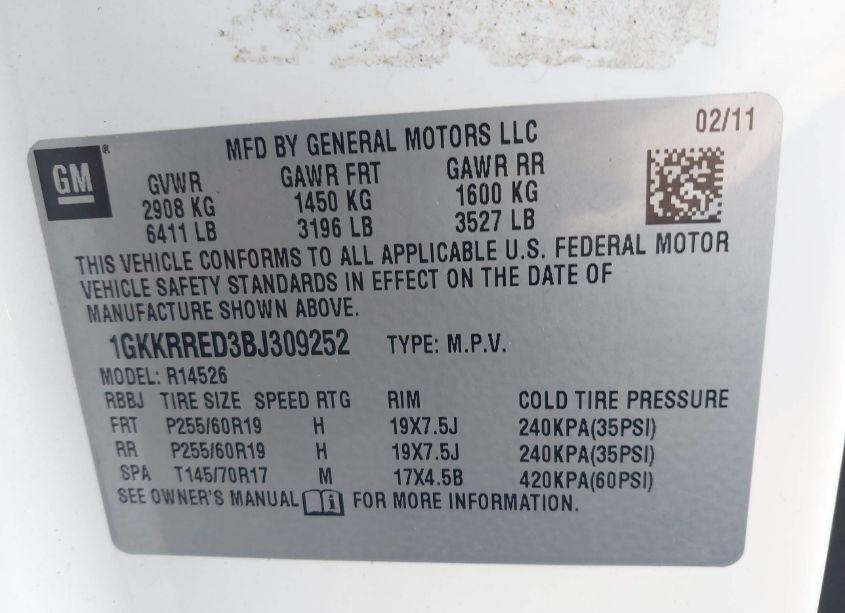 02/11
GM®
MFD BY GENERAL MOTORS LLC
GVWR GAWR FRT GAWR RR
2908 KG 1450 KG 1600 KG
6411 LB 3196 LB 3527 LB
THIS VEHICLE CONFORMS TO ALL APPLICABLE U.S. FEDERAL MOTOR
VEHICLE SAFETY STANDARDS IN EFFECT ON THE DATE OF
MANUFACTURE SHOWN ABOVE.
1GKKRRED3BJ309252 TYPE: M.P.V.
MODEL: R14526
RBBJ TIRE SIZE SPEED RTG RIM COLD TIRE PRESSURE
FRT P255/60R19 H 19X7.5J 240KPA(35PSI)
RR P255/60R19 H 19X7.5J 240KPA(35PSI)
SPA T145/70R17 M 17X4.5B 420KPA(60PSI)
SEE OWNER'S MANUAL i FOR MORE INFORMATION.